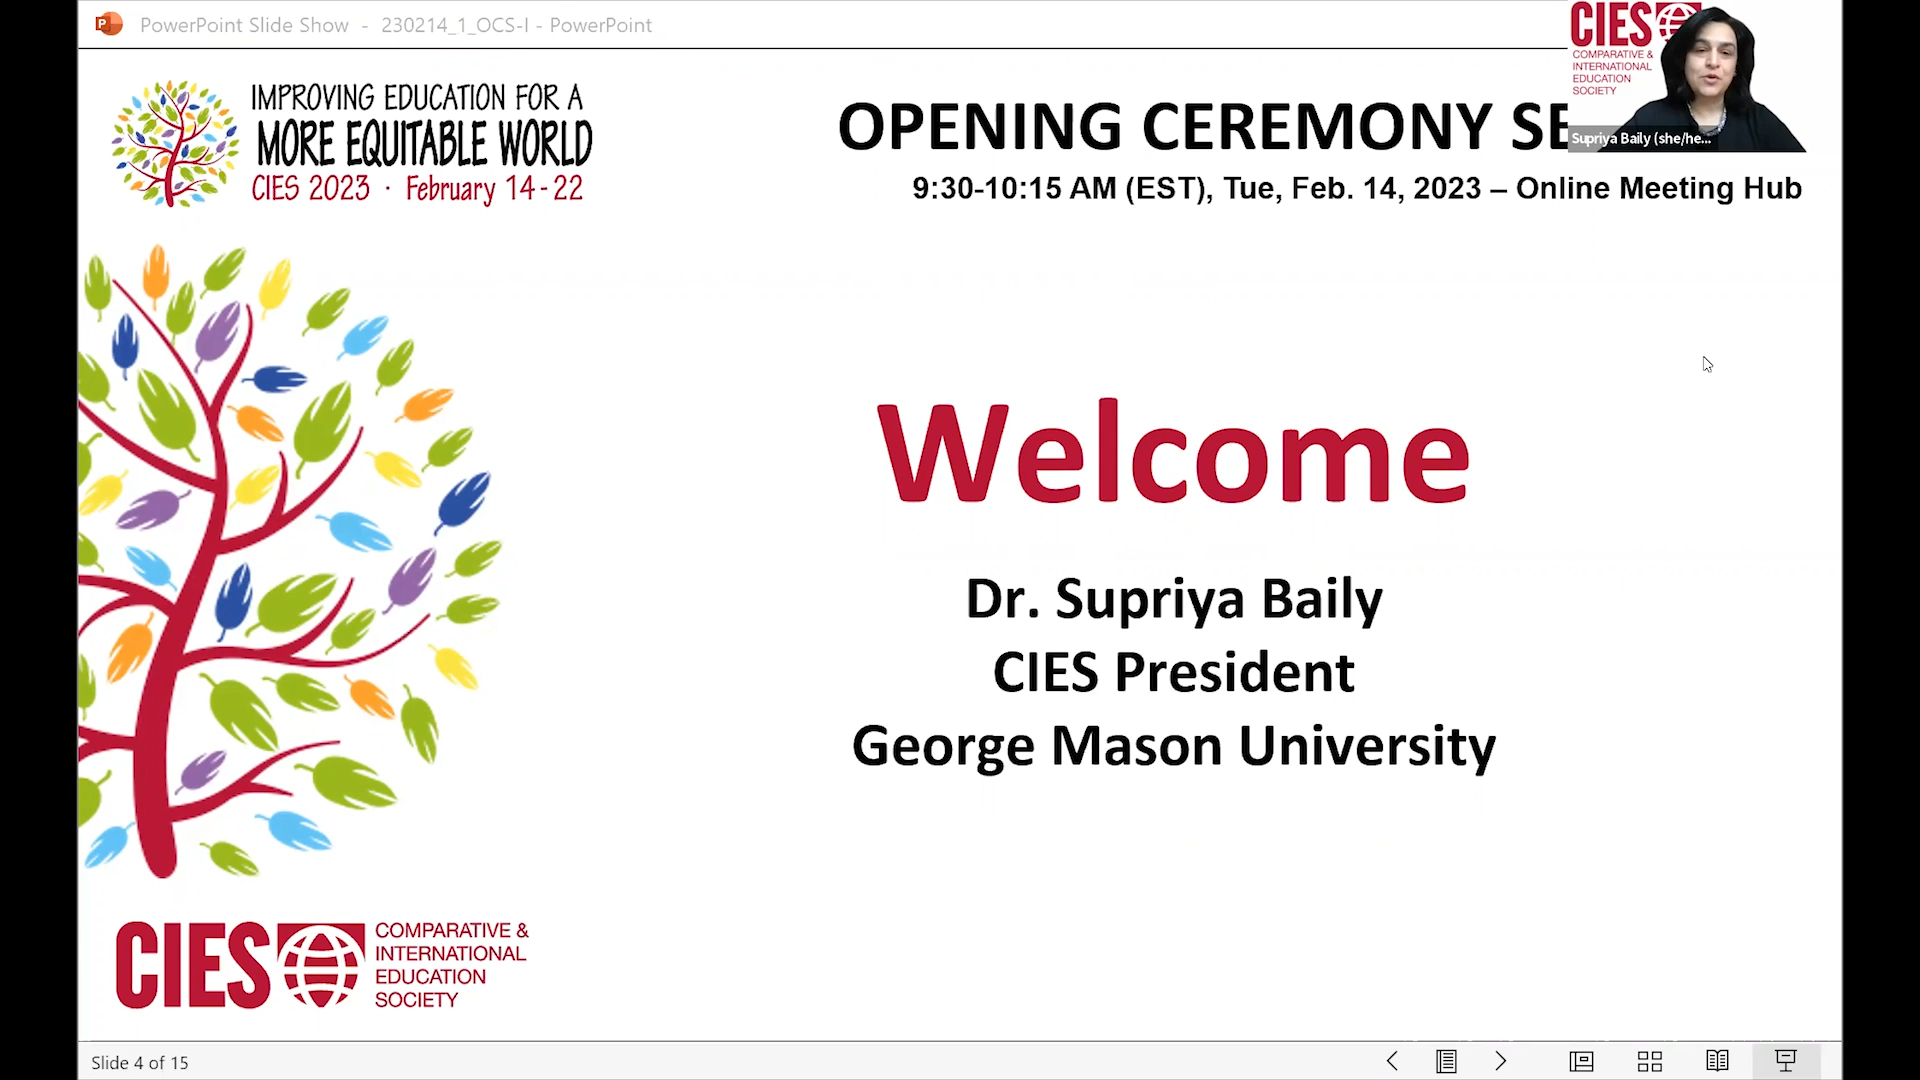 PowerPoint Slide Show - 230214_1_OCS-I - PowerPoint
CIES
COMPARATIVE &
INTERNATIONAL
EDUCATION
SOCIETY
Supriya Baily (she/he...
IMPROVING EDUCATION FOR A
MORE EQUITABLE WORLD
CIES 2023 · February 14-22
OPENING CEREMONY SE
9:30-10:15 AM (EST), Tue, Feb. 14, 2023 – Online Meeting Hub
Welcome
Dr. Supriya Baily
CIES President
George Mason University
CIES
COMPARATIVE &
INTERNATIONAL
EDUCATION
SOCIETY
Slide 4 of 15